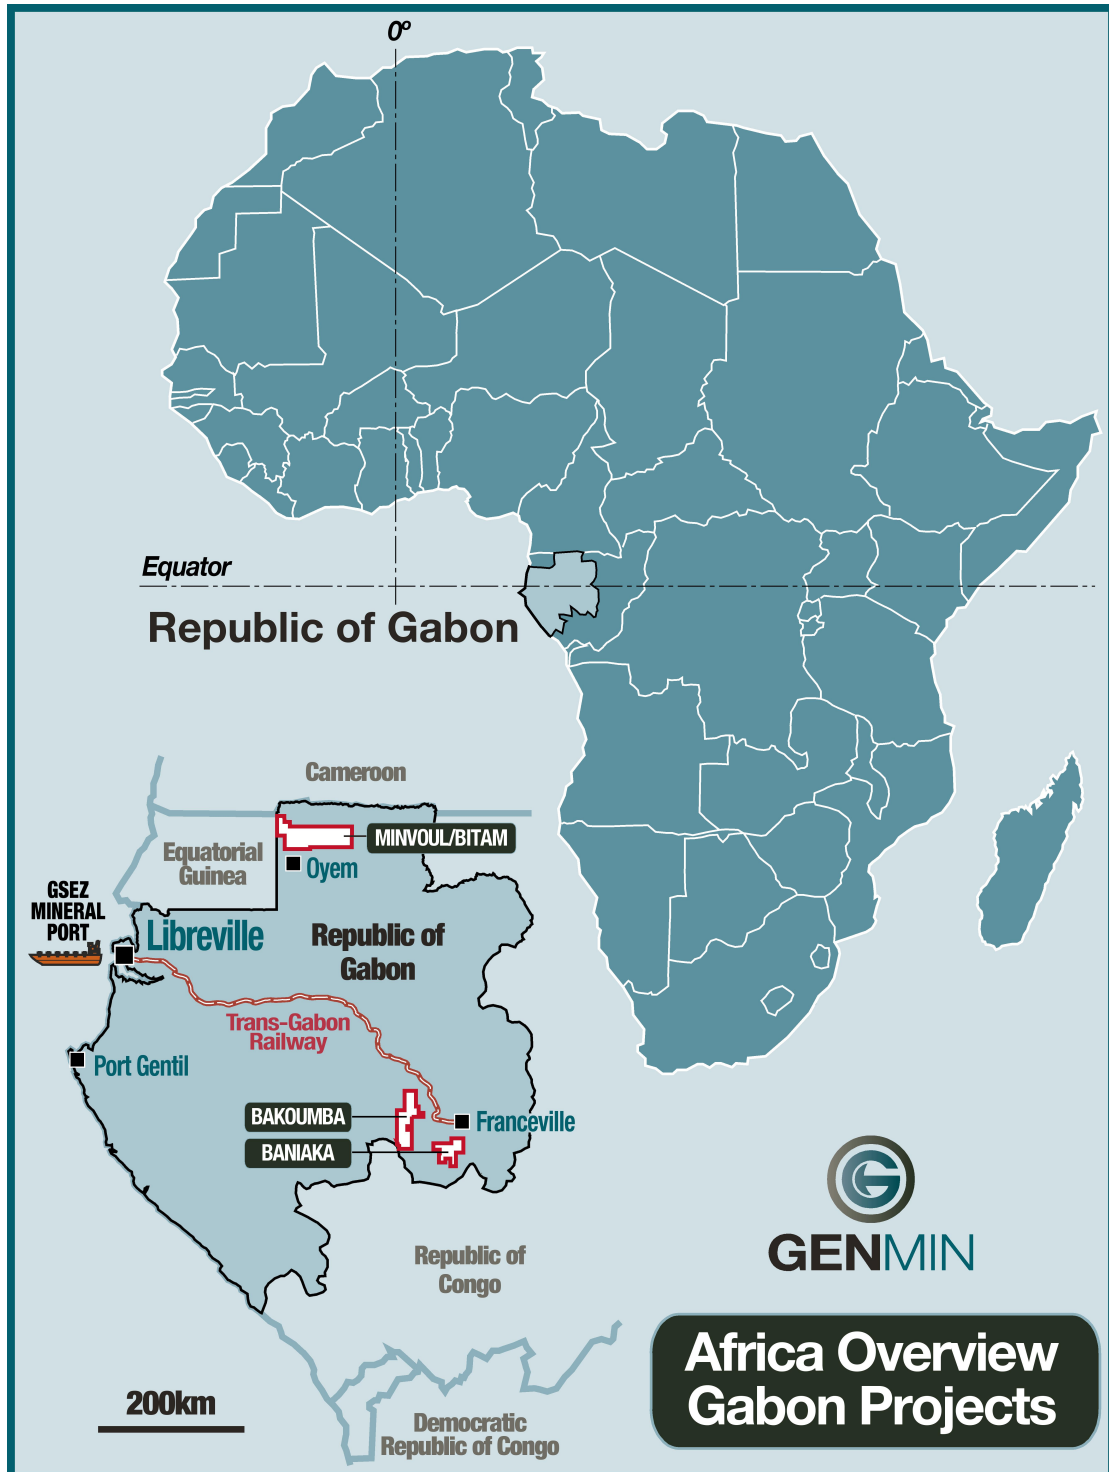 0º
Equator
Republic of Gabon
Cameroon
MINVOUL/BITAM
Equatorial
Guinea
Oyem
GSEZ
MINERAL
PORT
Libreville
Republic of
Gabon
Trans-Gabon
Railway
Port Gentil
BAKOUMBA
Franceville
BANIAKA
Republic of
Congo
GENMIN
Africa Overview
Gabon Projects
200km
Democratic
Republic of Congo